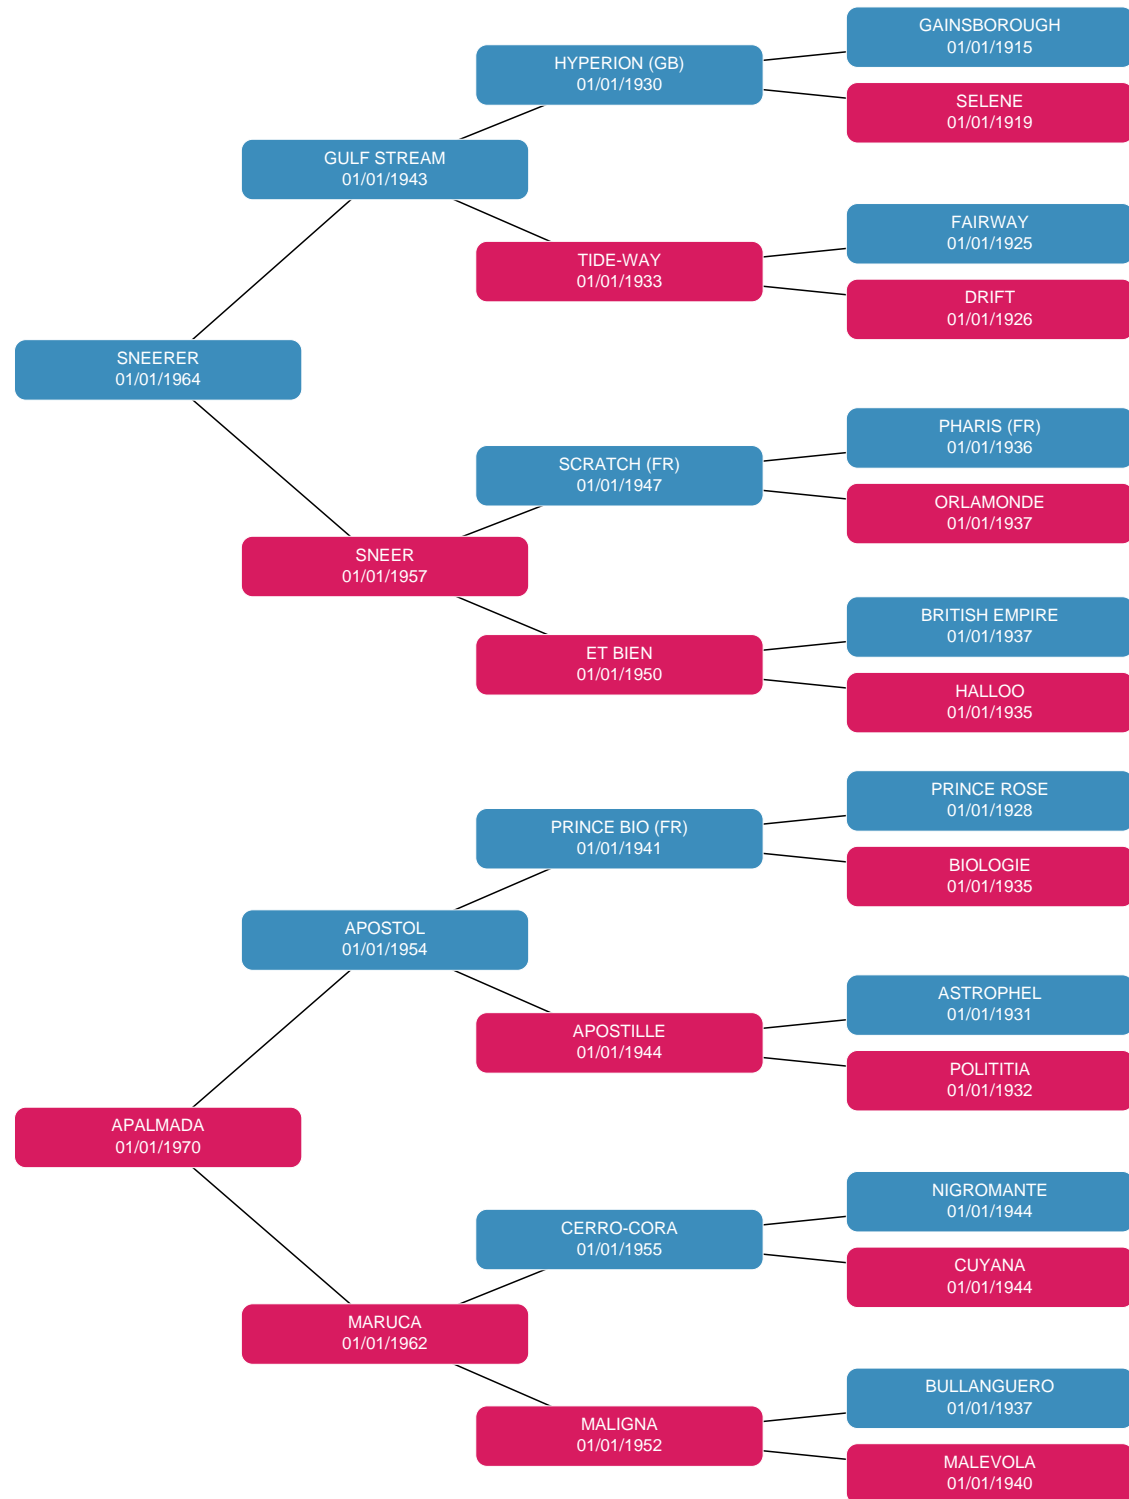 GAINSBOROUGH
01/01/1915
HYPERION (GB)
01/01/1930
SELENE
01/01/1919
GULF STREAM
01/01/1943
FAIRWAY
01/01/1925
TIDE-WAY
01/01/1933
DRIFT
01/01/1926
SNEERER
01/01/1964
PHARIS (FR)
01/01/1936
SCRATCH (FR)
01/01/1947
ORLAMONDE
01/01/1937
SNEER
01/01/1957
BRITISH EMPIRE
01/01/1937
ET BIEN
01/01/1950
HALLOO
01/01/1935
PRINCE ROSE
01/01/1928
PRINCE BIO (FR)
01/01/1941
BIOLOGIE
01/01/1935
APOSTOL
01/01/1954
ASTROPHEL
01/01/1931
APOSTILLE
01/01/1944
POLITITIA
01/01/1932
APALMADA
01/01/1970
NIGROMANTE
01/01/1944
CERRO-CORA
01/01/1955
CUYANA
01/01/1944
MARUCA
01/01/1962
BULLANGUERO
01/01/1937
MALIGNA
01/01/1952
MALEVOLA
01/01/1940